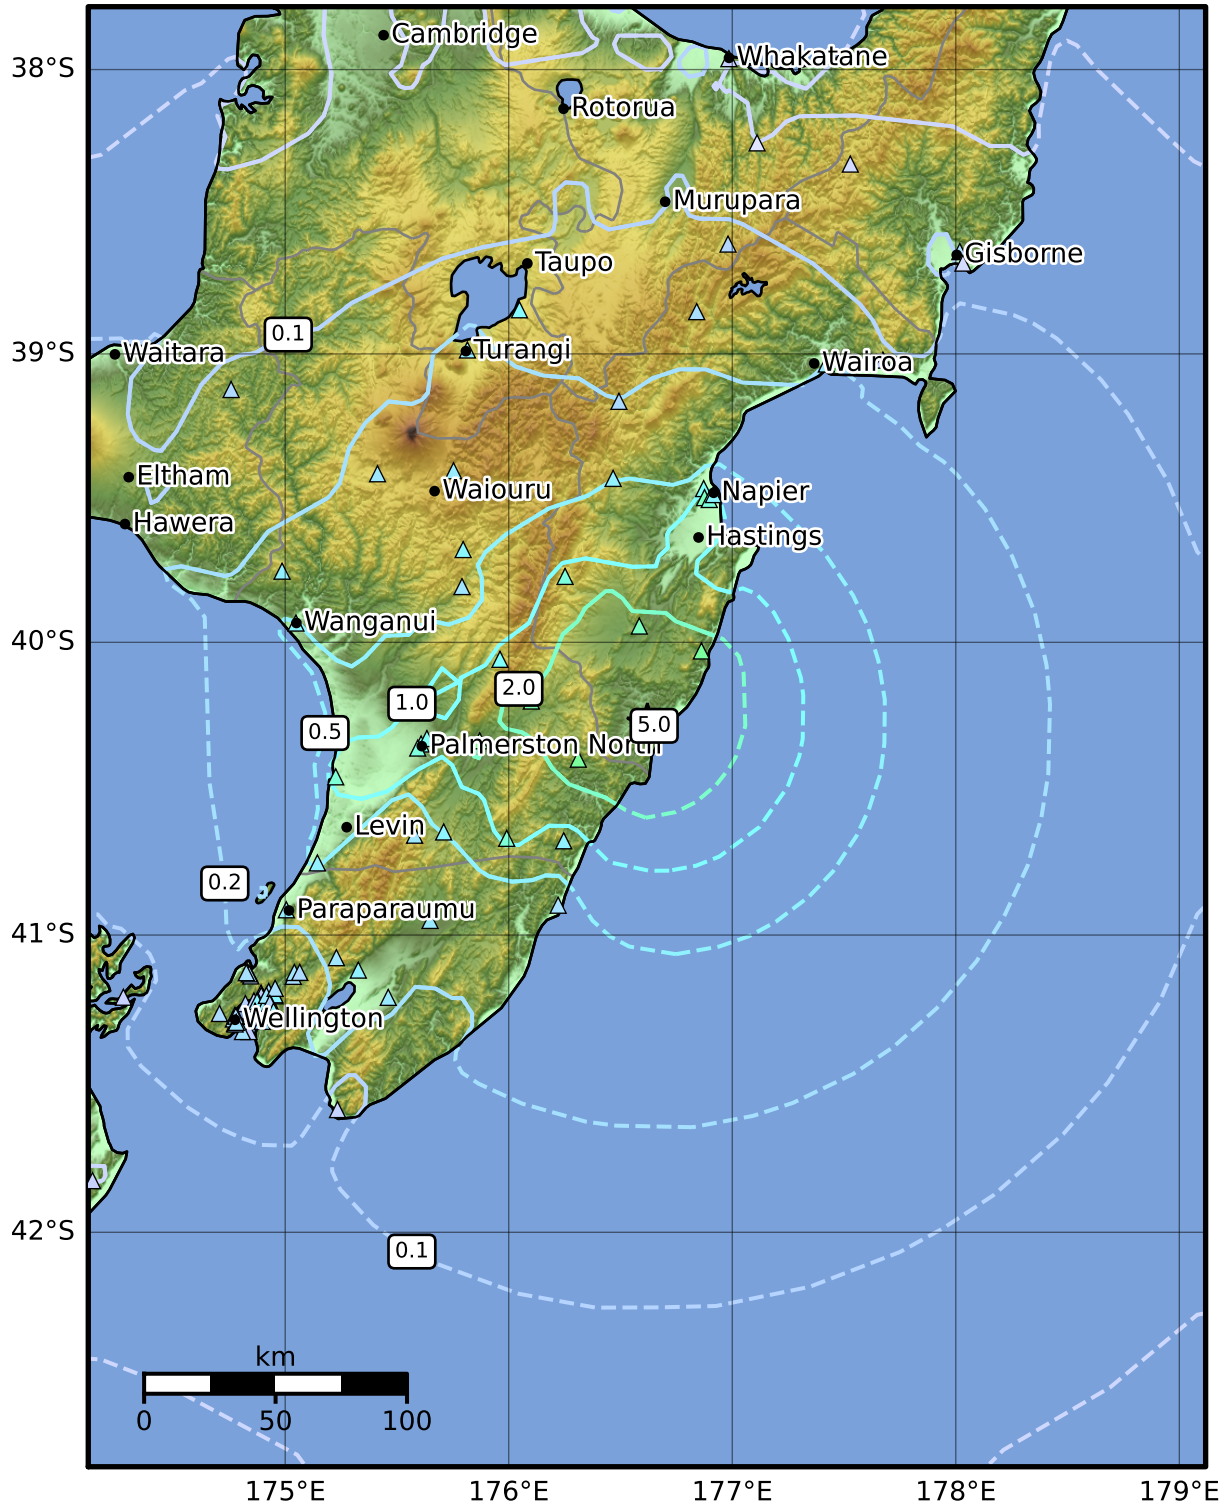 Cambridge
Whakatane
38°S
Rotorua
Murupara
Gisborne
Taupo
0.1
Waitara
Turangi
39°S
Wairoa
Eltham
Waiouru
Napier
Hawera
Hastings
Wanganui
40°S
2.0
1.0
5.0
0.5
Palmerston North
Levin
0.2
Paraparaumu
41°S
Wellington
42°S
0.1
km
0 50 100
175°E 176°E 177°E 178°E 179°E